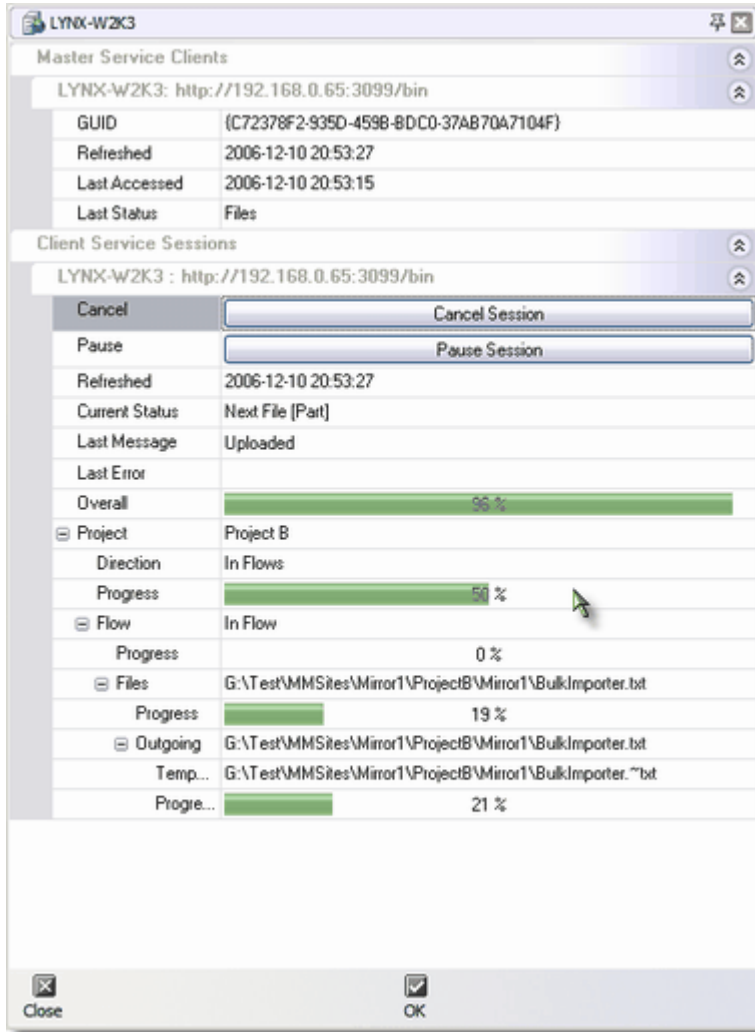 LYNX-W2K3
Master Service Clients
LYNX-W2K3: http://192.168.0.65:3099/bin
GUID {C72378F2-935D-459B-BDC0-37AB70A7104F}
Refreshed 2006-12-10 20:53:27
Last Accessed 2006-12-10 20:53:15
Last Status Files
Client Service Sessions
LYNX-W2K3 : http://192.168.0.65:3099/bin
Cancel Cancel Session
Pause Pause Session
Refreshed 2006-12-10 20:53:27
Current Status Next File [Part]
Last Message Uploaded
Last Error
Overall 96 %
Project Project B
Direction In Flows
Progress 50 %
Flow In Flow
Progress 0 %
Files G:\Test\MMSites\Mirror1\ProjectB\Mirror1\BulkImporter.txt
Progress 19 %
Outgoing G:\Test\MMSites\Mirror1\ProjectB\Mirror1\BulkImporter.txt
Temp... G:\Test\MMSites\Mirror1\ProjectB\Mirror1\BulkImporter.~txt
Progre... 21 %
Close OK